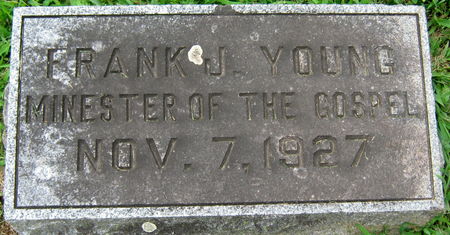 FRANK J. YOUNG
MINESTER OF THE GOSPEL
NOV. 7, 1927